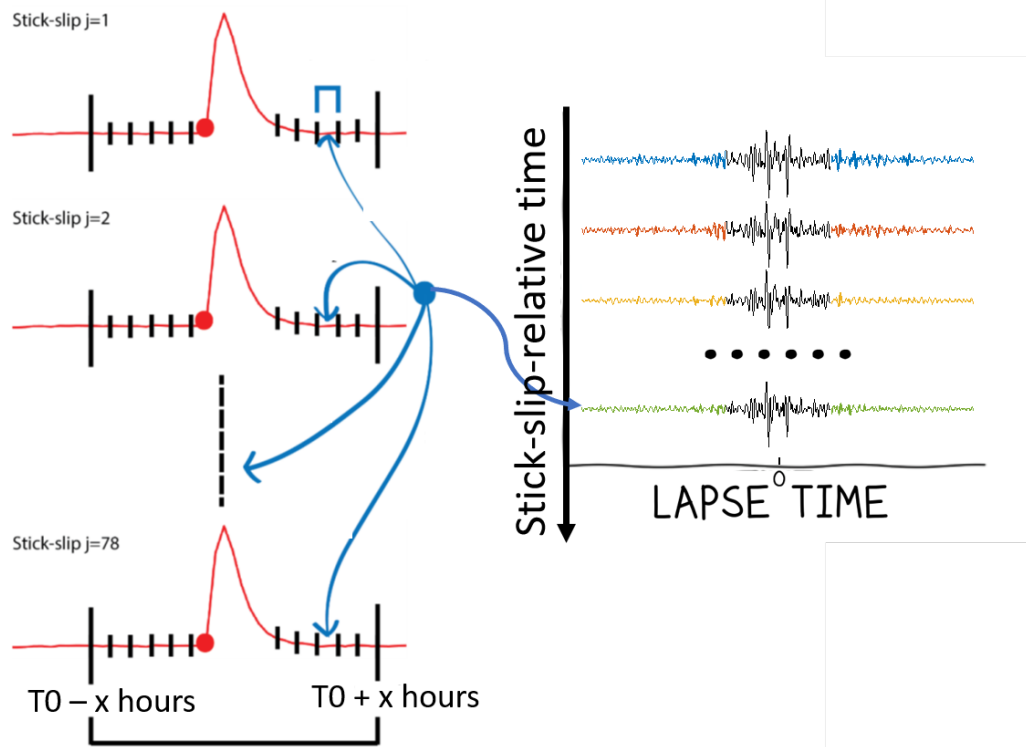 Stick-slip j=1
Stick-slip j=2
Stick-slip j=78
T0 – x hours
T0 + x hours
Stick-slip-relative time
0
LAPSE TIME